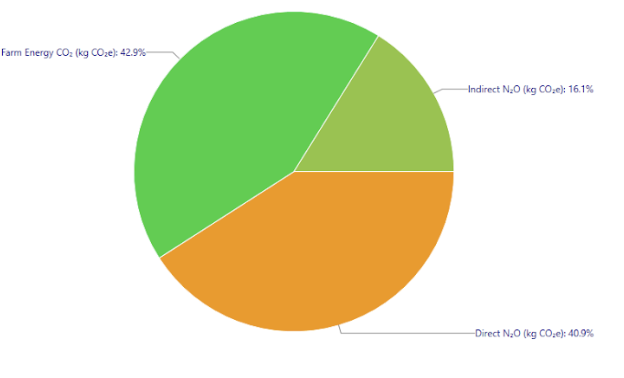 Farm Energy CO₂ (kg CO₂e): 42.9%
Indirect N₂O (kg CO₂e): 16.1%
Direct N₂O (kg CO₂e): 40.9%